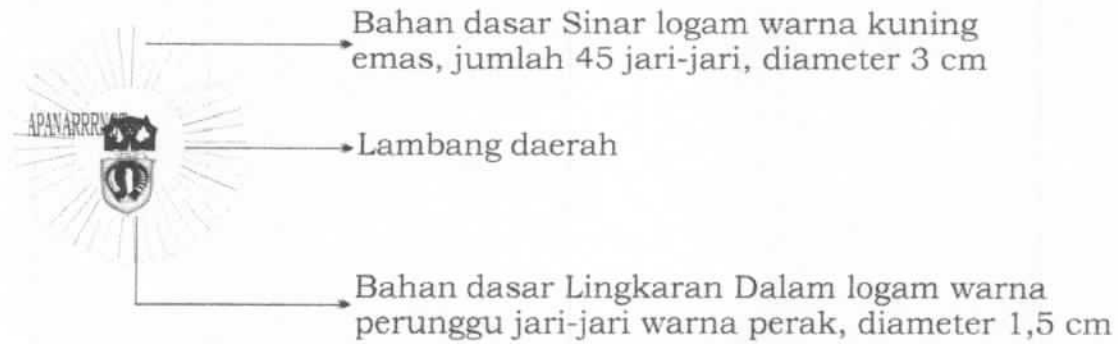 Bahan dasar Sinar logam warna kuning
emas, jumlah 45 jari-jari, diameter 3 cm
Lambang daerah
Bahan dasar Lingkaran Dalam logam warna
perunggu jari-jari warna perak, diameter 1,5 cm